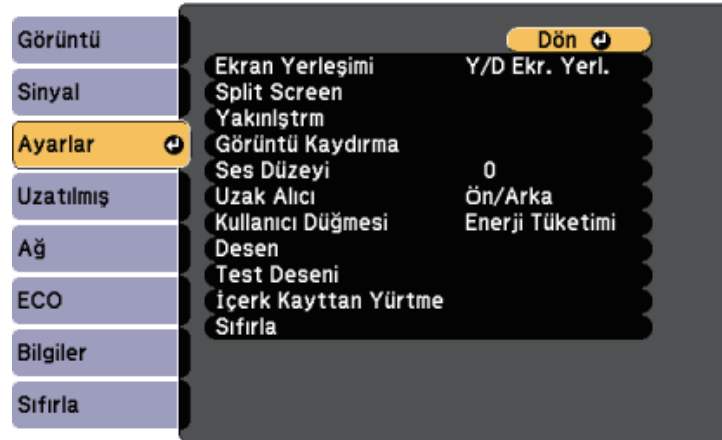 Görüntü
Sinyal
Ayarlar
Uzatılmış
Ağ
ECO
Bilgiler
Sıfırla
Dön
Ekran Yerleşimi Y/D Ekr. Yerl.
Split Screen
Yakınlştrm
Görüntü Kaydırma
Ses Düzeyi 0
Uzak Alıcı Ön/Arka
Kullanıcı Düğmesi Enerji Tüketimi
Desen
Test Deseni
İçerk Kayttan Yürtme
Sıfırla